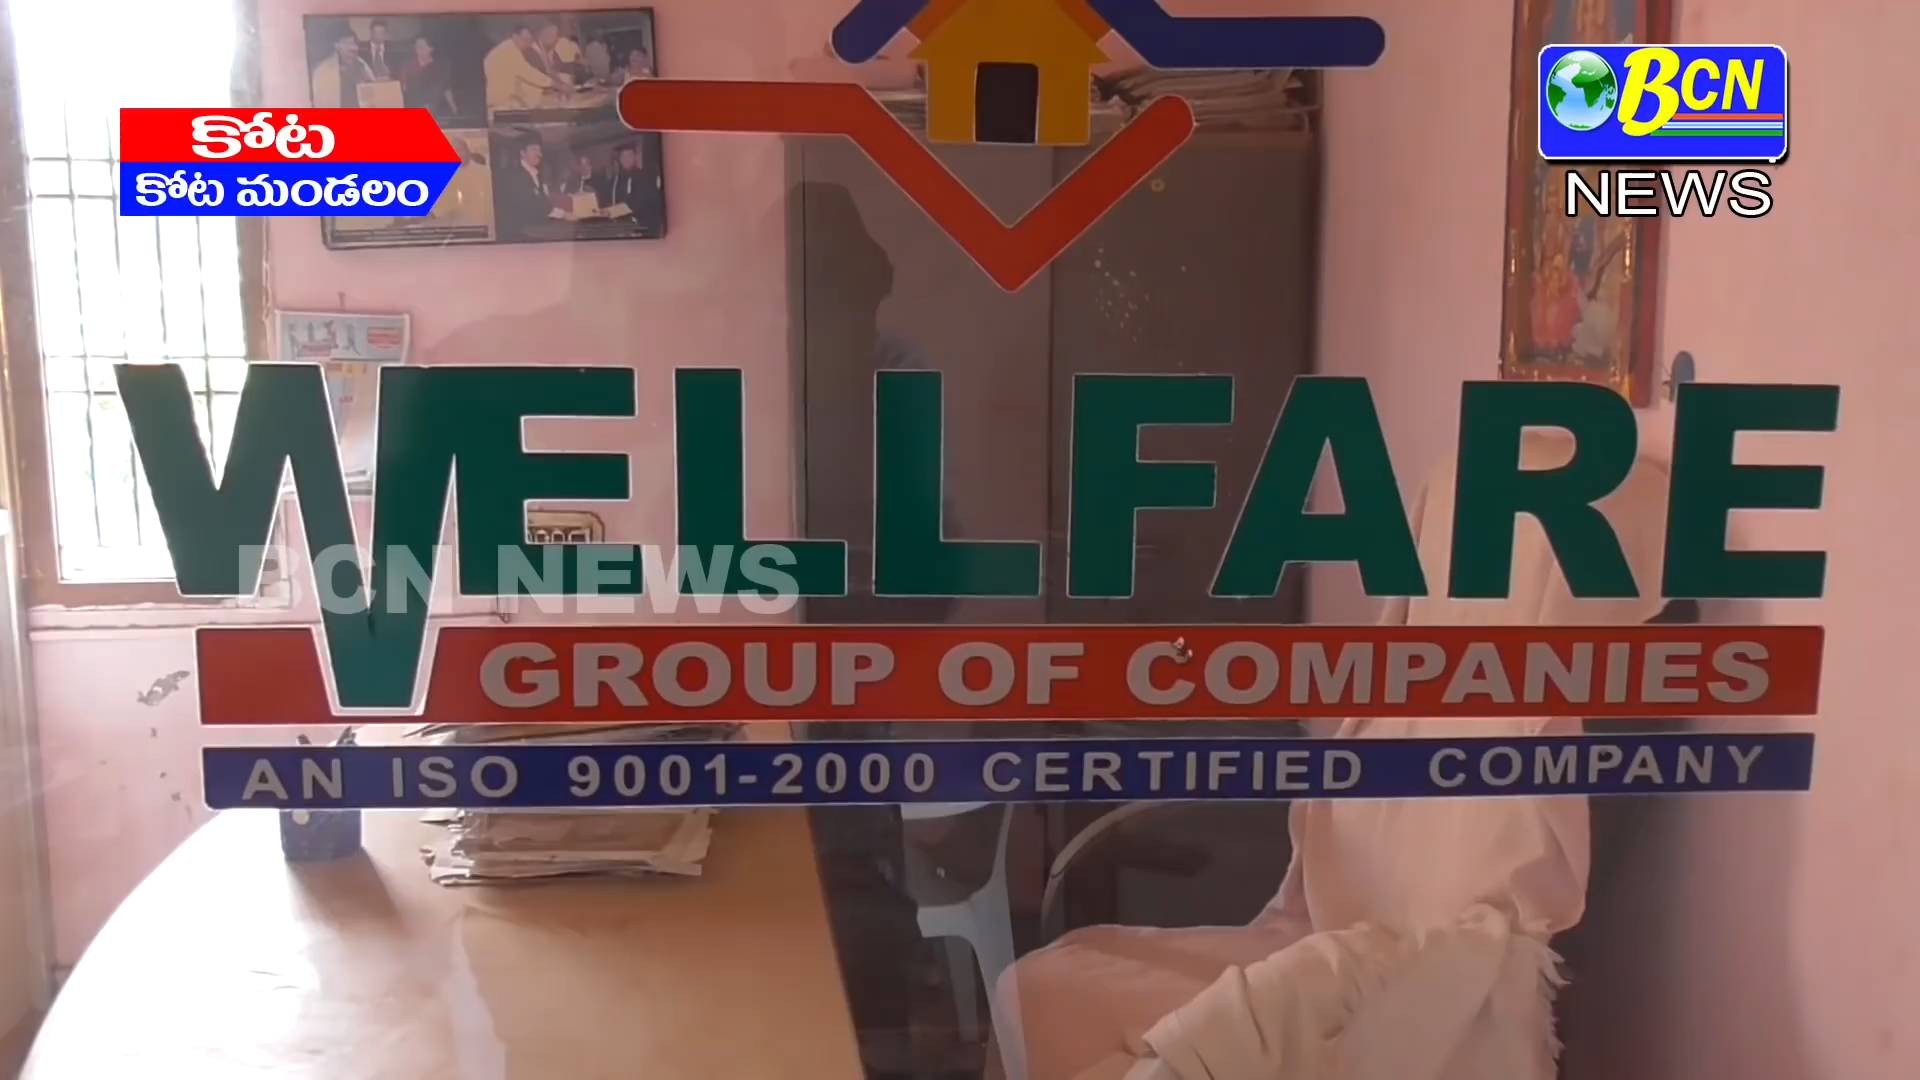 కోట
కోట మండలం
BCN
NEWS
WELLFARE
BCN NEWS
GROUP OF COMPANIES
AN ISO 9001-2000 CERTIFIED COMPANY